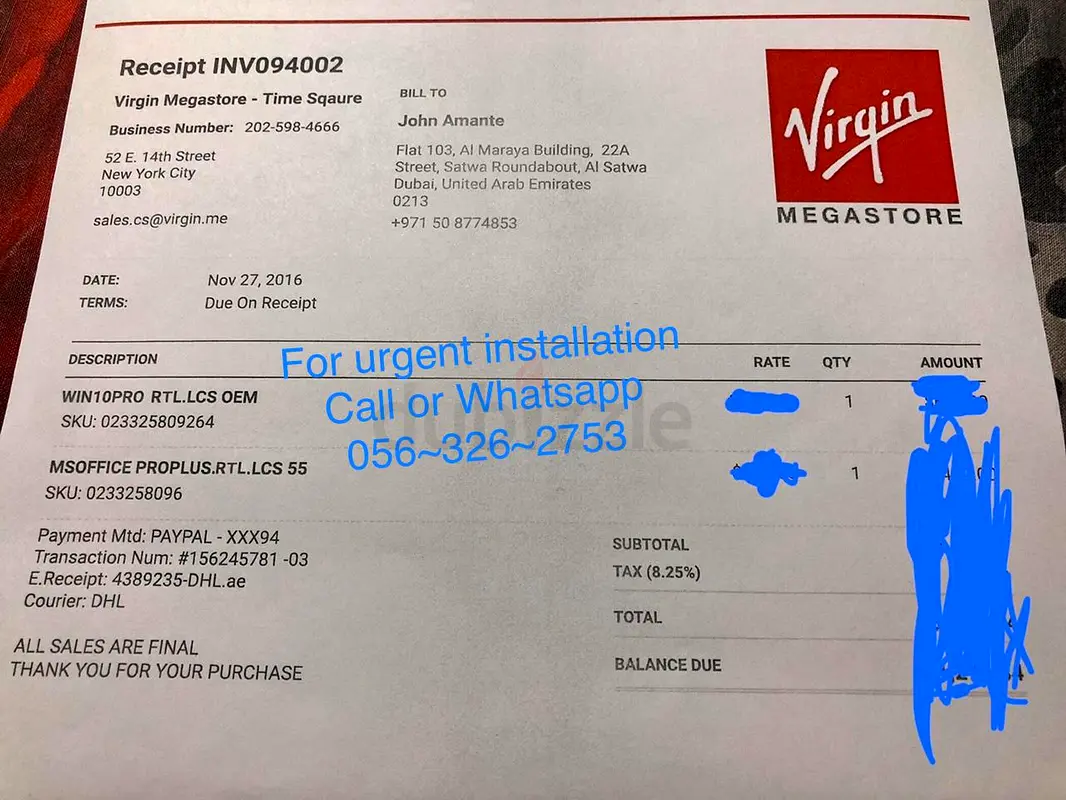 Receipt INV094002
Virgin Megastore - Time Sqaure
Business Number: 202-598-4666
52 E. 14th Street
New York City
10003
sales.cs@virgin.me
BILL TO
John Amante
Flat 103, Al Maraya Building, 22A
Street, Satwa Roundabout, Al Satwa
Dubai, United Arab Emirates
0213
+971 50 8774853
Virgin
MEGASTORE
DATE: Nov 27, 2016
TERMS: Due On Receipt
For urgent installation
Call or Whatsapp
056~326~2753
DESCRIPTION RATE QTY AMOUNT
WIN10PRO RTL.LCS OEM 1
SKU: 023325809264
MSOFFICE PROPLUS.RTL.LCS 55 1
SKU: 0233258096
dubizzle
Payment Mtd: PAYPAL - XXX94
Transaction Num: #156245781 -03
E.Receipt: 4389235-DHL.ae
Courier: DHL
SUBTOTAL
TAX (8.25%)
TOTAL
BALANCE DUE
ALL SALES ARE FINAL
THANK YOU FOR YOUR PURCHASE